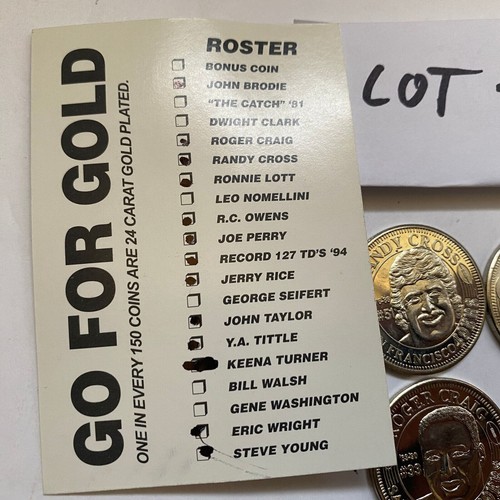 GO FOR GOLD
ONE IN EVERY 150 COINS ARE 24 CARAT GOLD PLATED.
ROSTER
BONUS COIN
JOHN BRODIE
"THE CATCH" '81
DWIGHT CLARK
ROGER CRAIG
RANDY CROSS
RONNIE LOTT
LEO NOMELLINI
R.C. OWENS
JOE PERRY
RECORD 127 TD'S '94
JERRY RICE
GEORGE SEIFERT
JOHN TAYLOR
Y.A. TITTLE
KEENA TURNER
BILL WALSH
GENE WASHINGTON
ERIC WRIGHT
STEVE YOUNG
LOT
ANDY CROSS
FRANCISCO
ROGER CRAIG
#33